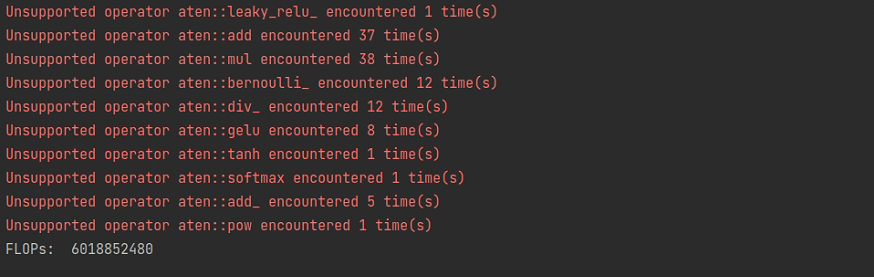 Unsupported operator aten::leaky_relu_ encountered 1 time(s)
Unsupported operator aten::add encountered 37 time(s)
Unsupported operator aten::mul encountered 38 time(s)
Unsupported operator aten::bernoulli_ encountered 12 time(s)
Unsupported operator aten::div_ encountered 12 time(s)
Unsupported operator aten::gelu encountered 8 time(s)
Unsupported operator aten::tanh encountered 1 time(s)
Unsupported operator aten::softmax encountered 1 time(s)
Unsupported operator aten::add_ encountered 5 time(s)
Unsupported operator aten::pow encountered 1 time(s)
FLOPs:  6018852480